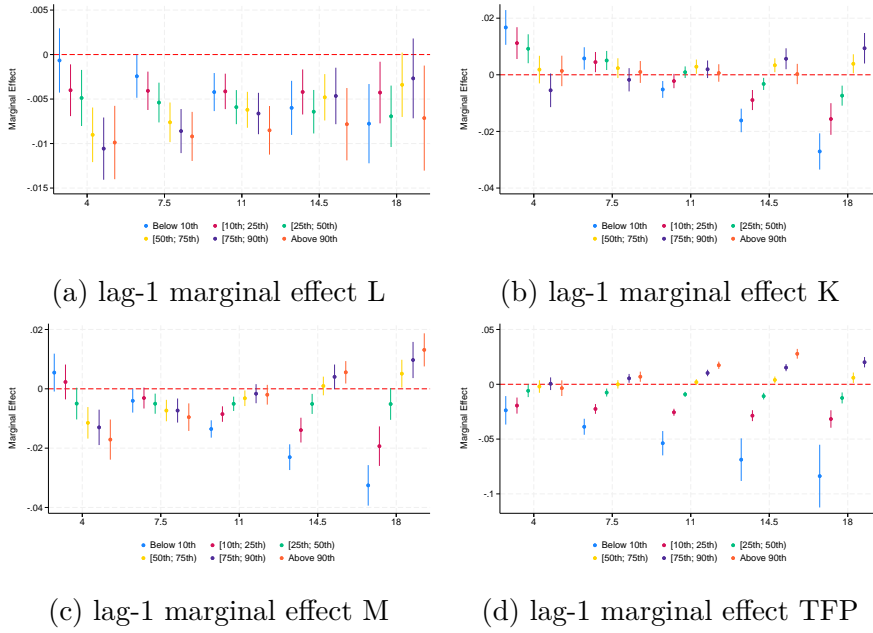 .005
0
-.005
-.01
-.015
Marginal Effect
4 7.5 11 14.5 18
Below 10th [10th; 25th) [25th; 50th)
[50th; 75th) [75th; 90th) Above 90th
(a) lag-1 marginal effect L
.02
0
-.02
-.04
Marginal Effect
4 7.5 11 14.5 18
Below 10th [10th; 25th) [25th; 50th)
[50th; 75th) [75th; 90th) Above 90th
(b) lag-1 marginal effect K
.02
0
-.02
-.04
Marginal Effect
4 7.5 11 14.5 18
Below 10th [10th; 25th) [25th; 50th)
[50th; 75th) [75th; 90th) Above 90th
(c) lag-1 marginal effect M
.05
0
-.05
-.1
Marginal Effect
4 7.5 11 14.5 18
Below 10th [10th; 25th) [25th; 50th)
[50th; 75th) [75th; 90th) Above 90th
(d) lag-1 marginal effect TFP